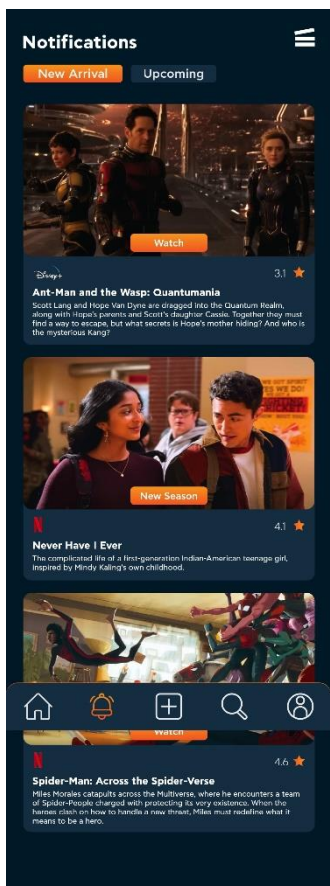 Notifications
New Arrival
Upcoming
Watch
Disney+
3.1
Ant-Man and the Wasp: Quantumania
Scott Lang and Hope Van Dyne are dragged into the Quantum Realm,
along with Hope's parents and Scott's daughter Cassie. Together they must
find a way to escape, but what secrets is Hope's mother hiding? And who is
the mysterious Kang?
New Season
N
4.1
Never Have I Ever
The complicated life of a first-generation Indian-American teenage girl,
inspired by Mindy Kaling's own childhood.
Watch
N
4.6
Spider-Man: Across the Spider-Verse
Miles Morales catapults across the Multiverse, where he encounters a team
of Spider-People charged with protecting its very existence. When the
heroes clash on how to handle a new threat, Miles must redefine what it
means to be a hero.